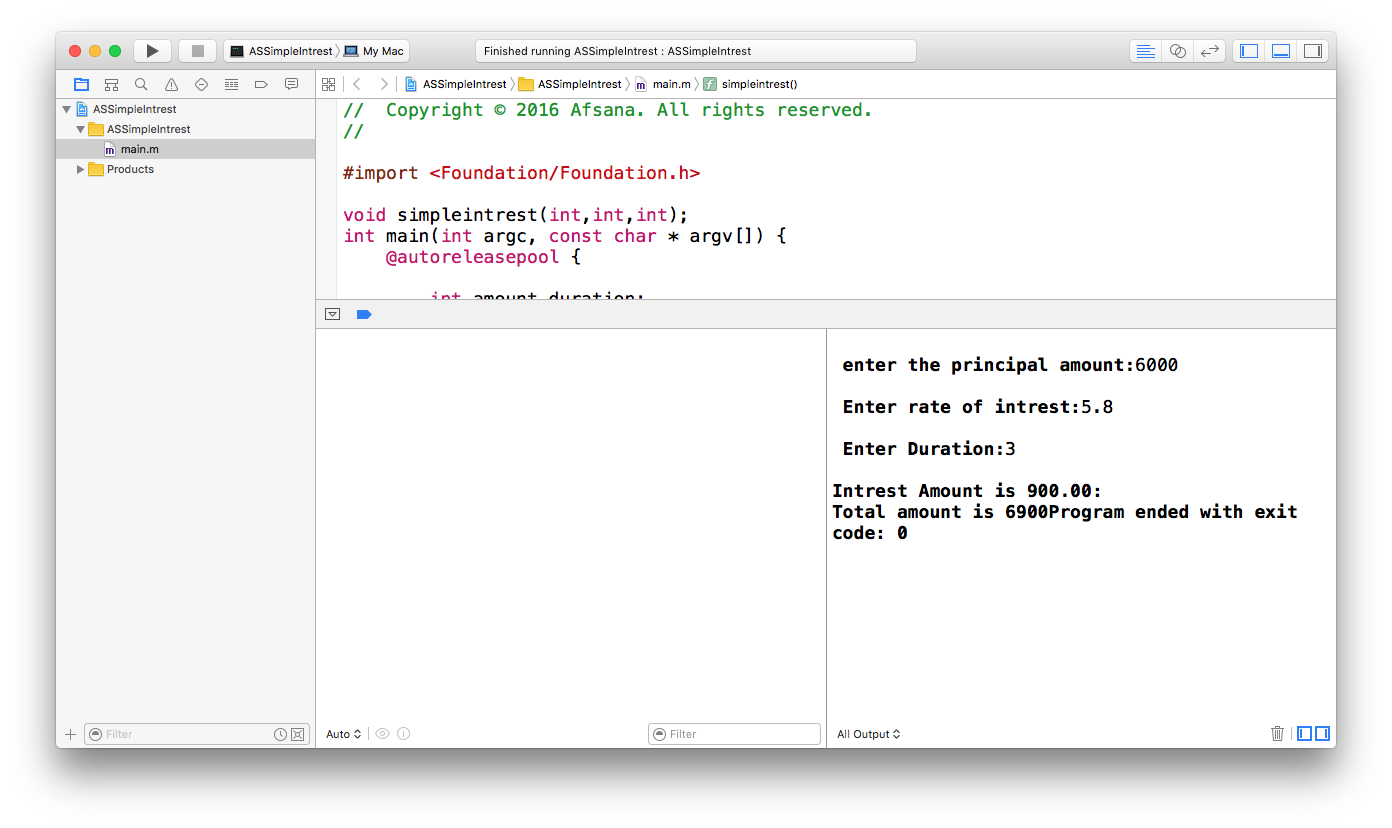 ASSimpleIntrest My Mac
Finished running ASSimpleIntrest : ASSimpleIntrest
ASSimpleIntrest ASSimpleIntrest m main.m f simpleintrest()
ASSimpleIntrest
ASSimpleIntrest
m main.m
Products
// Copyright © 2016 Afsana. All rights reserved.
//
#import <Foundation/Foundation.h>
void simpleintrest(int,int,int);
int main(int argc, const char * argv[]) {
@autoreleasepool {
int amount,duration;
enter the principal amount:6000
Enter rate of intrest:5.8
Enter Duration:3
Intrest Amount is 900.00:
Total amount is 6900Program ended with exit
code: 0
Filter
Auto
Filter
All Output